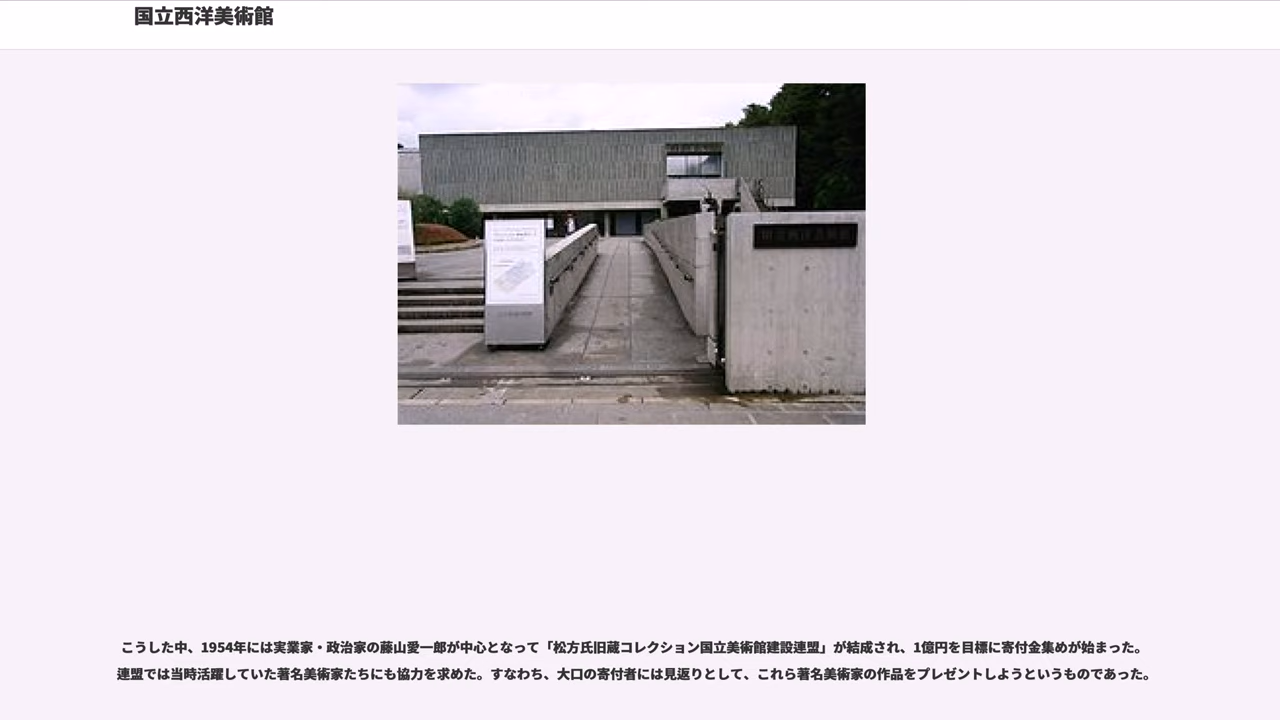 国立西洋美術館
こうした中、1954年には実業家・政治家の藤山愛一郎が中心となって「松方氏旧蔵コレクション国立美術館建設連盟」が結成され、1億円を目標に寄付金集めが始まった。
連盟では当時活躍していた著名美術家たちにも協力を求めた。すなわち、大口の寄付者には見返りとして、これら著名美術家の作品をプレゼントしようというものであった。